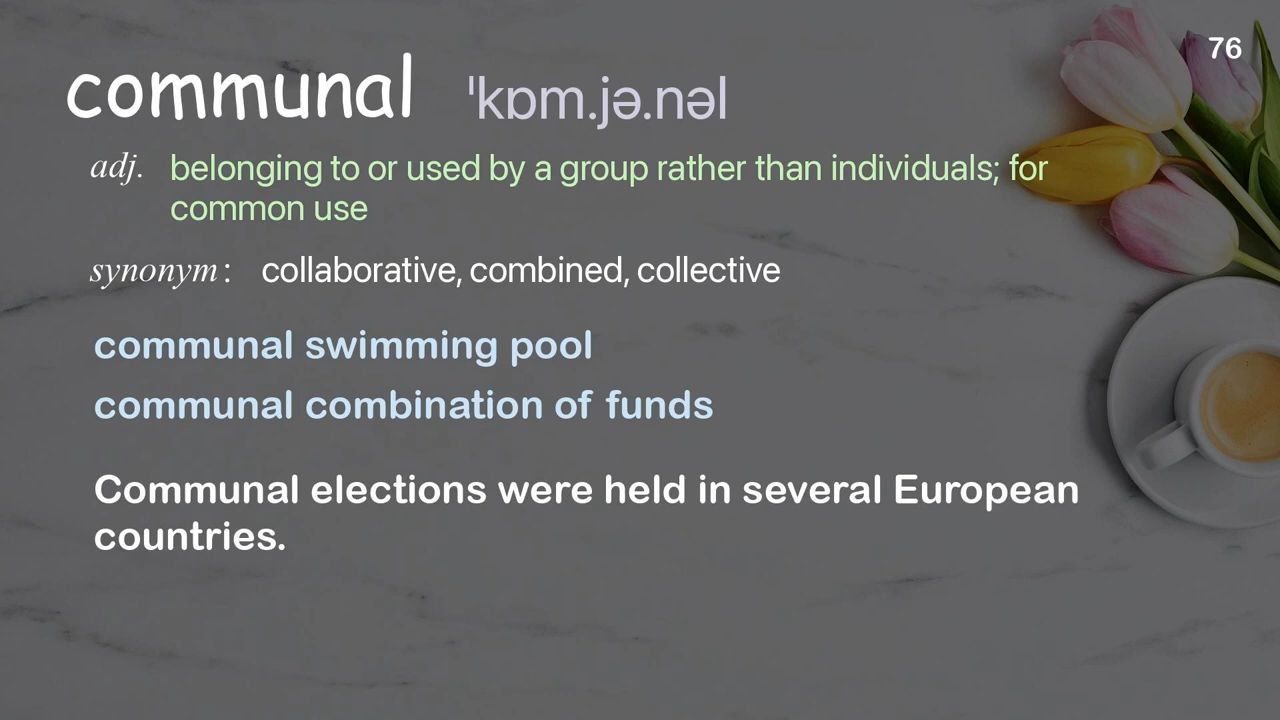 76
communal ˈkɒm.jə.nəl
adj. belonging to or used by a group rather than individuals; for
common use
synonym: collaborative, combined, collective
communal swimming pool
communal combination of funds
Communal elections were held in several European
countries.